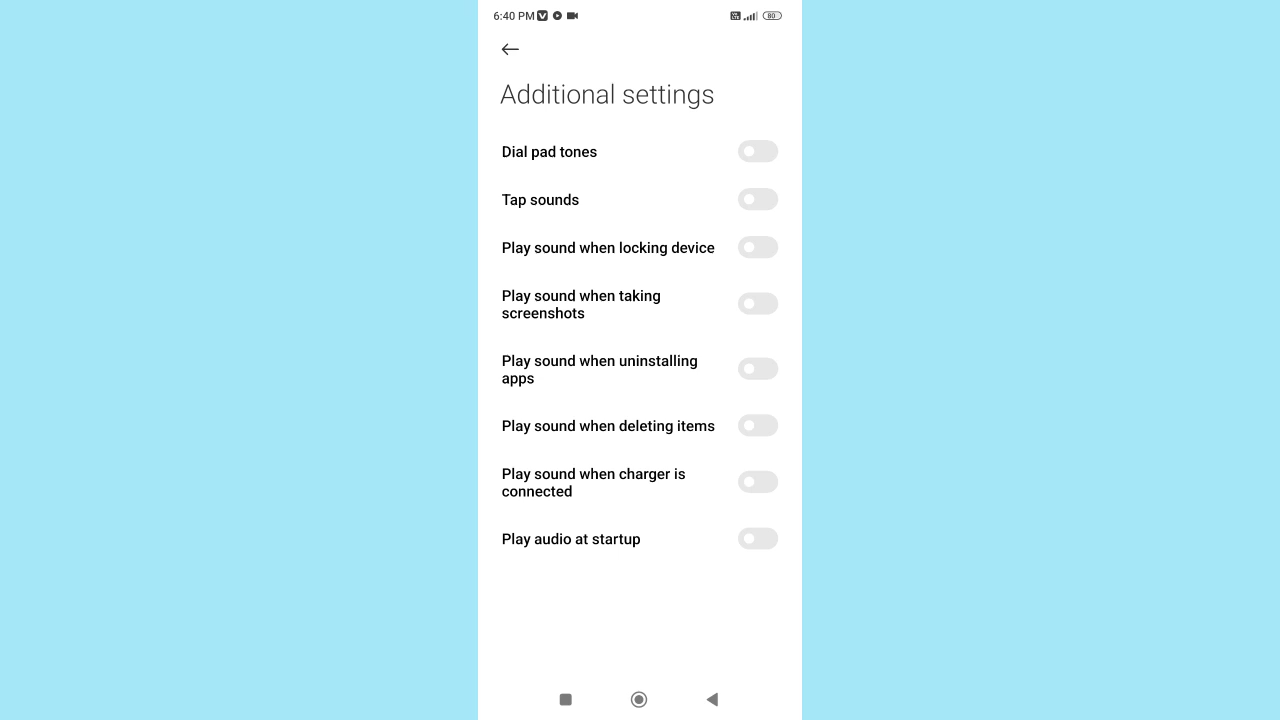 6:40 PM
80
Additional settings
Dial pad tones
Tap sounds
Play sound when locking device
Play sound when taking
screenshots
Play sound when uninstalling
apps
Play sound when deleting items
Play sound when charger is
connected
Play audio at startup